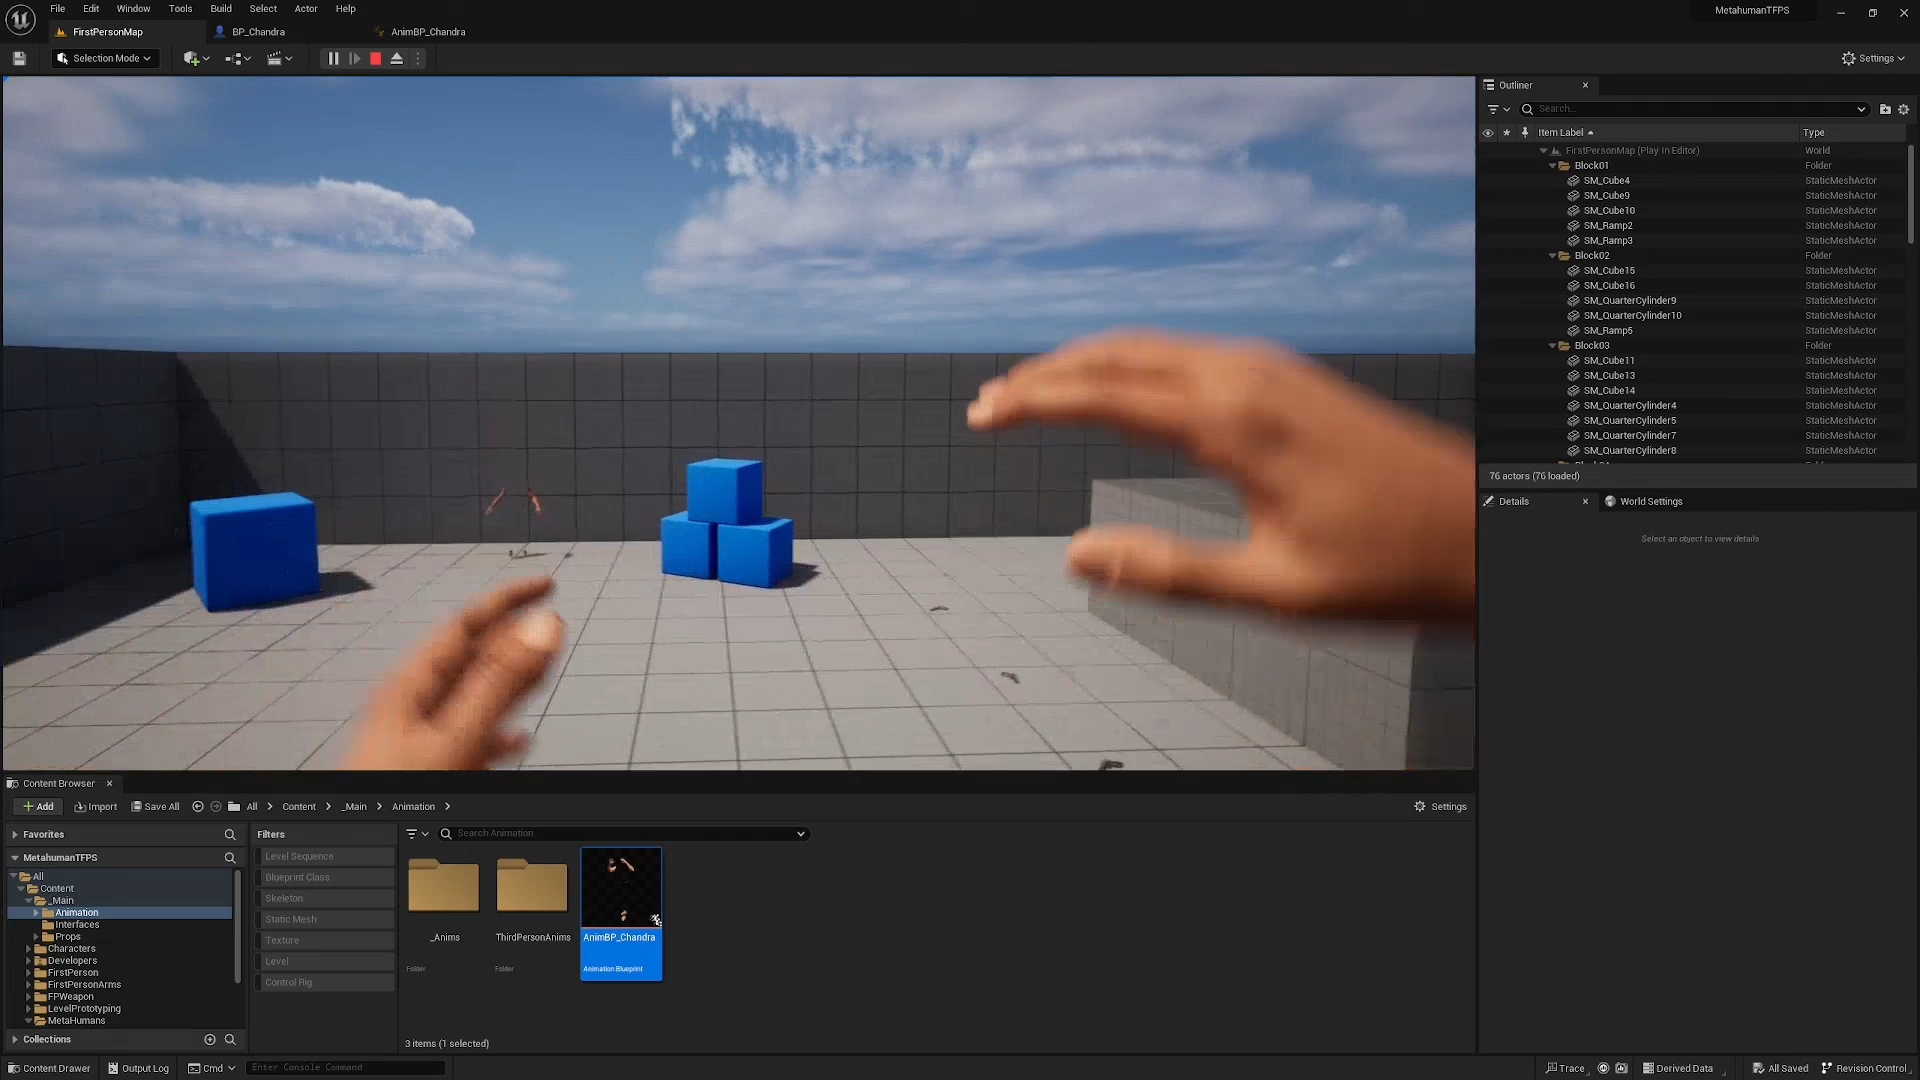 File Edit Window Tools Build Select Actor Help
MetahumanTFPS
FirstPersonMap
BP_Chandra
AnimBP_Chandra
Selection Mode
Settings
Outliner
Search...
Item Label
Type
FirstPersonMap (Play In Editor) World
Block01 Folder
SM_Cube4 StaticMeshActor
SM_Cube9 StaticMeshActor
SM_Cube10 StaticMeshActor
SM_Ramp2 StaticMeshActor
SM_Ramp3 StaticMeshActor
Block02 Folder
SM_Cube15 StaticMeshActor
SM_Cube16 StaticMeshActor
SM_QuarterCylinder9 StaticMeshActor
SM_QuarterCylinder10 StaticMeshActor
SM_Ramp5 StaticMeshActor
Block03 Folder
SM_Cube11 StaticMeshActor
SM_Cube13 StaticMeshActor
SM_Cube14 StaticMeshActor
SM_QuarterCylinder4 StaticMeshActor
SM_QuarterCylinder5 StaticMeshActor
SM_QuarterCylinder7 StaticMeshActor
SM_QuarterCylinder8 StaticMeshActor
76 actors (76 loaded)
Details
World Settings
Select an object to view details
Content Browser
Add
Import
Save All
All
Content
_Main
Animation
Settings
Favorites
MetahumanTFPS
All
Content
_Main
Animation
Interfaces
Props
Characters
Developers
FirstPerson
FirstPersonArms
FPWeapon
LevelPrototyping
MetaHumans
Collections
Filters
Level Sequence
Blueprint Class
Skeleton
Static Mesh
Texture
Level
Control Rig
Search Animation
_Anims
Folder
ThirdPersonAnims
Folder
AnimBP_Chandra
Animation Blueprint
3 items (1 selected)
Content Drawer
Output Log
Cmd
Enter Console Command
Trace
Derived Data
All Saved
Revision Control